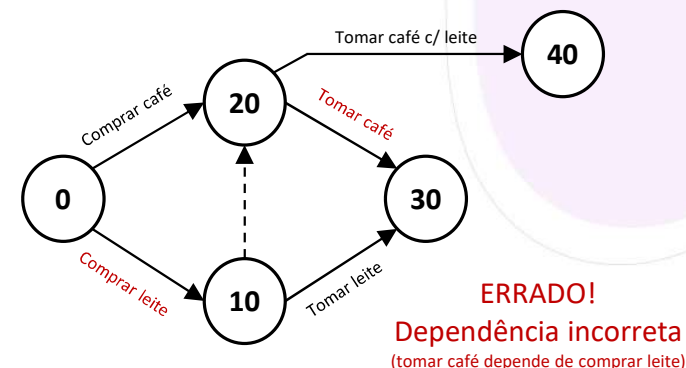 Tomar café c/ leite
40
Comprar café
20
Tomar café
0
30
Comprar leite
10
Tomar leite
ERRADO!
Dependência incorreta
(tomar café depende de comprar leite)